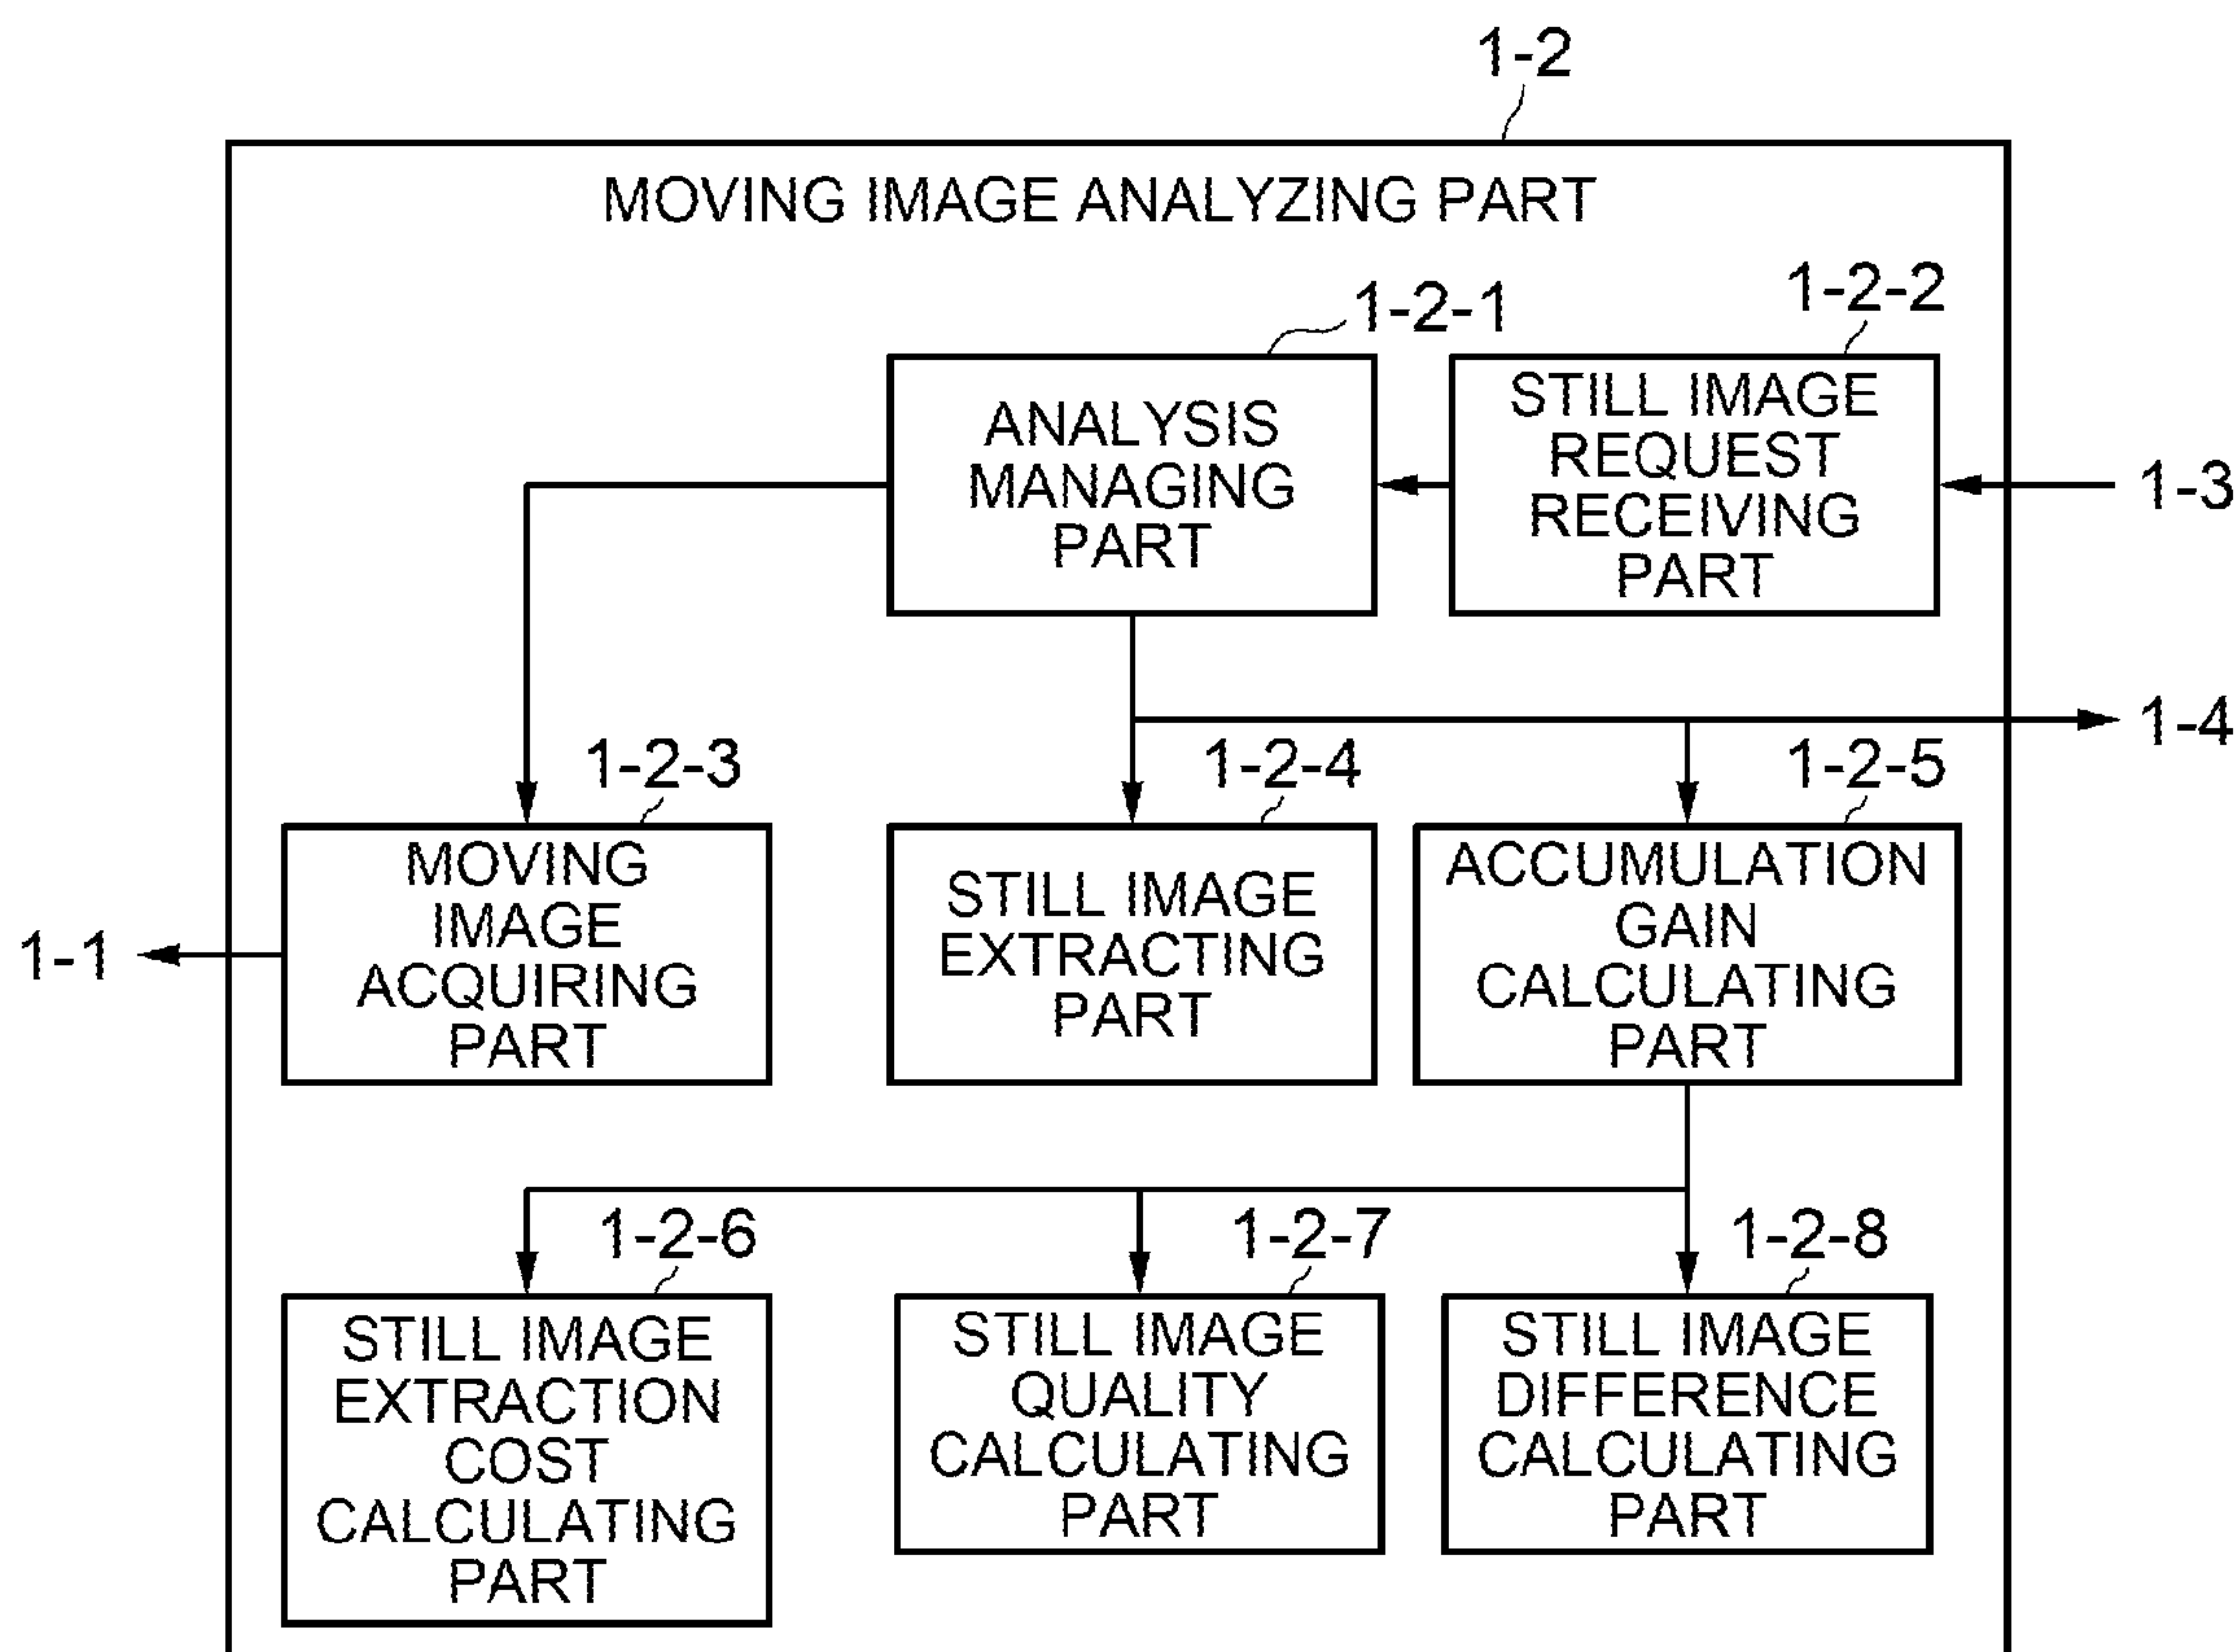 1-2
MOVING IMAGE ANALYZING PART
1-2-1
ANALYSIS
MANAGING
PART
1-2-2
STILL IMAGE
REQUEST
RECEIVING
PART
1-3
1-4
1-2-3
MOVING
IMAGE
ACQUIRING
PART
1-1
1-2-4
STILL IMAGE
EXTRACTING
PART
1-2-5
ACCUMULATION
GAIN
CALCULATING
PART
1-2-6
STILL IMAGE
EXTRACTION
COST
CALCULATING
PART
1-2-7
STILL IMAGE
QUALITY
CALCULATING
PART
1-2-8
STILL IMAGE
DIFFERENCE
CALCULATING
PART